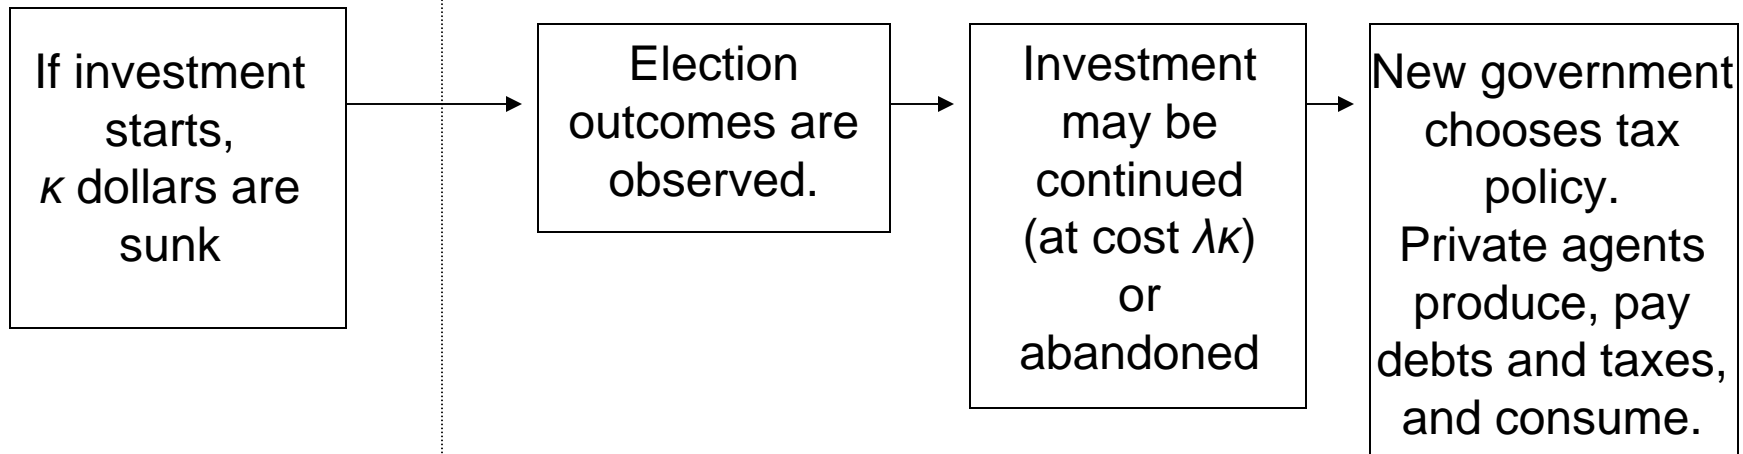 If investment
starts,
κ dollars are
sunk
Election
outcomes are
observed.
Investment
may be
continued
(at cost λκ)
or
abandoned
New government
chooses tax
policy.
Private agents
produce, pay
debts and taxes,
and consume.